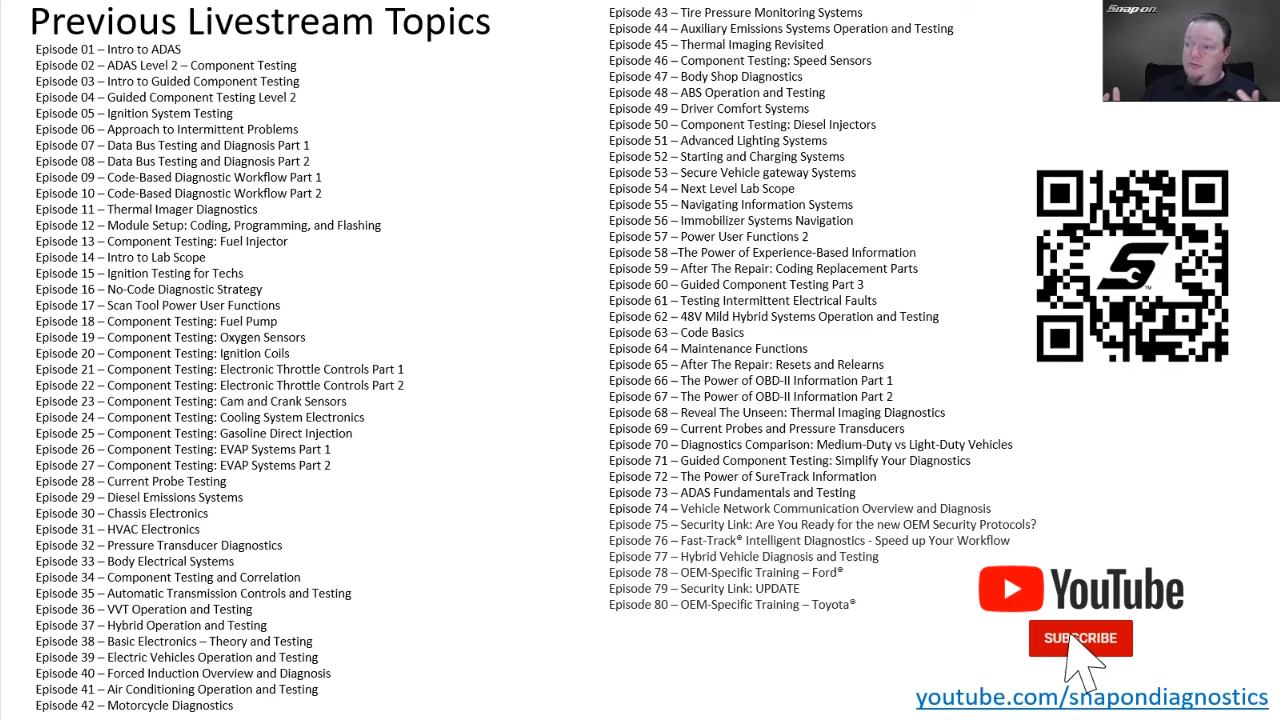 Previous Livestream Topics
Episode 01 – Intro to ADAS
Episode 02 – ADAS Level 2 – Component Testing
Episode 03 – Intro to Guided Component Testing
Episode 04 – Guided Component Testing Level 2
Episode 05 – Ignition System Testing
Episode 06 – Approach to Intermittent Problems
Episode 07 – Data Bus Testing and Diagnosis Part 1
Episode 08 – Data Bus Testing and Diagnosis Part 2
Episode 09 – Code-Based Diagnostic Workflow Part 1
Episode 10 – Code-Based Diagnostic Workflow Part 2
Episode 11 – Thermal Imager Diagnostics
Episode 12 – Module Setup: Coding, Programming, and Flashing
Episode 13 – Component Testing: Fuel Injector
Episode 14 – Intro to Lab Scope
Episode 15 – Ignition Testing for Techs
Episode 16 – No-Code Diagnostic Strategy
Episode 17 – Scan Tool Power User Functions
Episode 18 – Component Testing: Fuel Pump
Episode 19 – Component Testing: Oxygen Sensors
Episode 20 – Component Testing: Ignition Coils
Episode 21 – Component Testing: Electronic Throttle Controls Part 1
Episode 22 – Component Testing: Electronic Throttle Controls Part 2
Episode 23 – Component Testing: Cam and Crank Sensors
Episode 24 – Component Testing: Cooling System Electronics
Episode 25 – Component Testing: Gasoline Direct Injection
Episode 26 – Component Testing: EVAP Systems Part 1
Episode 27 – Component Testing: EVAP Systems Part 2
Episode 28 – Current Probe Testing
Episode 29 – Diesel Emissions Systems
Episode 30 – Chassis Electronics
Episode 31 – HVAC Electronics
Episode 32 – Pressure Transducer Diagnostics
Episode 33 – Body Electrical Systems
Episode 34 – Component Testing and Correlation
Episode 35 – Automatic Transmission Controls and Testing
Episode 36 – VVT Operation and Testing
Episode 37 – Hybrid Operation and Testing
Episode 38 – Basic Electronics – Theory and Testing
Episode 39 – Electric Vehicles Operation and Testing
Episode 40 – Forced Induction Overview and Diagnosis
Episode 41 – Air Conditioning Operation and Testing
Episode 42 – Motorcycle Diagnostics
Episode 43 – Tire Pressure Monitoring Systems
Episode 44 – Auxiliary Emissions Systems Operation and Testing
Episode 45 – Thermal Imaging Revisited
Episode 46 – Component Testing: Speed Sensors
Episode 47 – Body Shop Diagnostics
Episode 48 – ABS Operation and Testing
Episode 49 – Driver Comfort Systems
Episode 50 – Component Testing: Diesel Injectors
Episode 51 – Advanced Lighting Systems
Episode 52 – Starting and Charging Systems
Episode 53 – Secure Vehicle gateway Systems
Episode 54 – Next Level Lab Scope
Episode 55 – Navigating Information Systems
Episode 56 – Immobilizer Systems Navigation
Episode 57 – Power User Functions 2
Episode 58 –The Power of Experience-Based Information
Episode 59 – After The Repair: Coding Replacement Parts
Episode 60 – Guided Component Testing Part 3
Episode 61 – Testing Intermittent Electrical Faults
Episode 62 – 48V Mild Hybrid Systems Operation and Testing
Episode 63 – Code Basics
Episode 64 – Maintenance Functions
Episode 65 – After The Repair: Resets and Relearns
Episode 66 – The Power of OBD-II Information Part 1
Episode 67 – The Power of OBD-II Information Part 2
Episode 68 – Reveal The Unseen: Thermal Imaging Diagnostics
Episode 69 – Current Probes and Pressure Transducers
Episode 70 – Diagnostics Comparison: Medium-Duty vs Light-Duty Vehicles
Episode 71 – Guided Component Testing: Simplify Your Diagnostics
Episode 72 – The Power of SureTrack Information
Episode 73 – ADAS Fundamentals and Testing
Episode 74 – Vehicle Network Communication Overview and Diagnosis
Episode 75 – Security Link: Are You Ready for the new OEM Security Protocols?
Episode 76 – Fast-Track® Intelligent Diagnostics - Speed up Your Workflow
Episode 77 – Hybrid Vehicle Diagnosis and Testing
Episode 78 – OEM-Specific Training – Ford®
Episode 79 – Security Link: UPDATE
Episode 80 – OEM-Specific Training – Toyota®
Snap-on
S
YouTube
SUBSCRIBE
youtube.com/snapondiagnostics